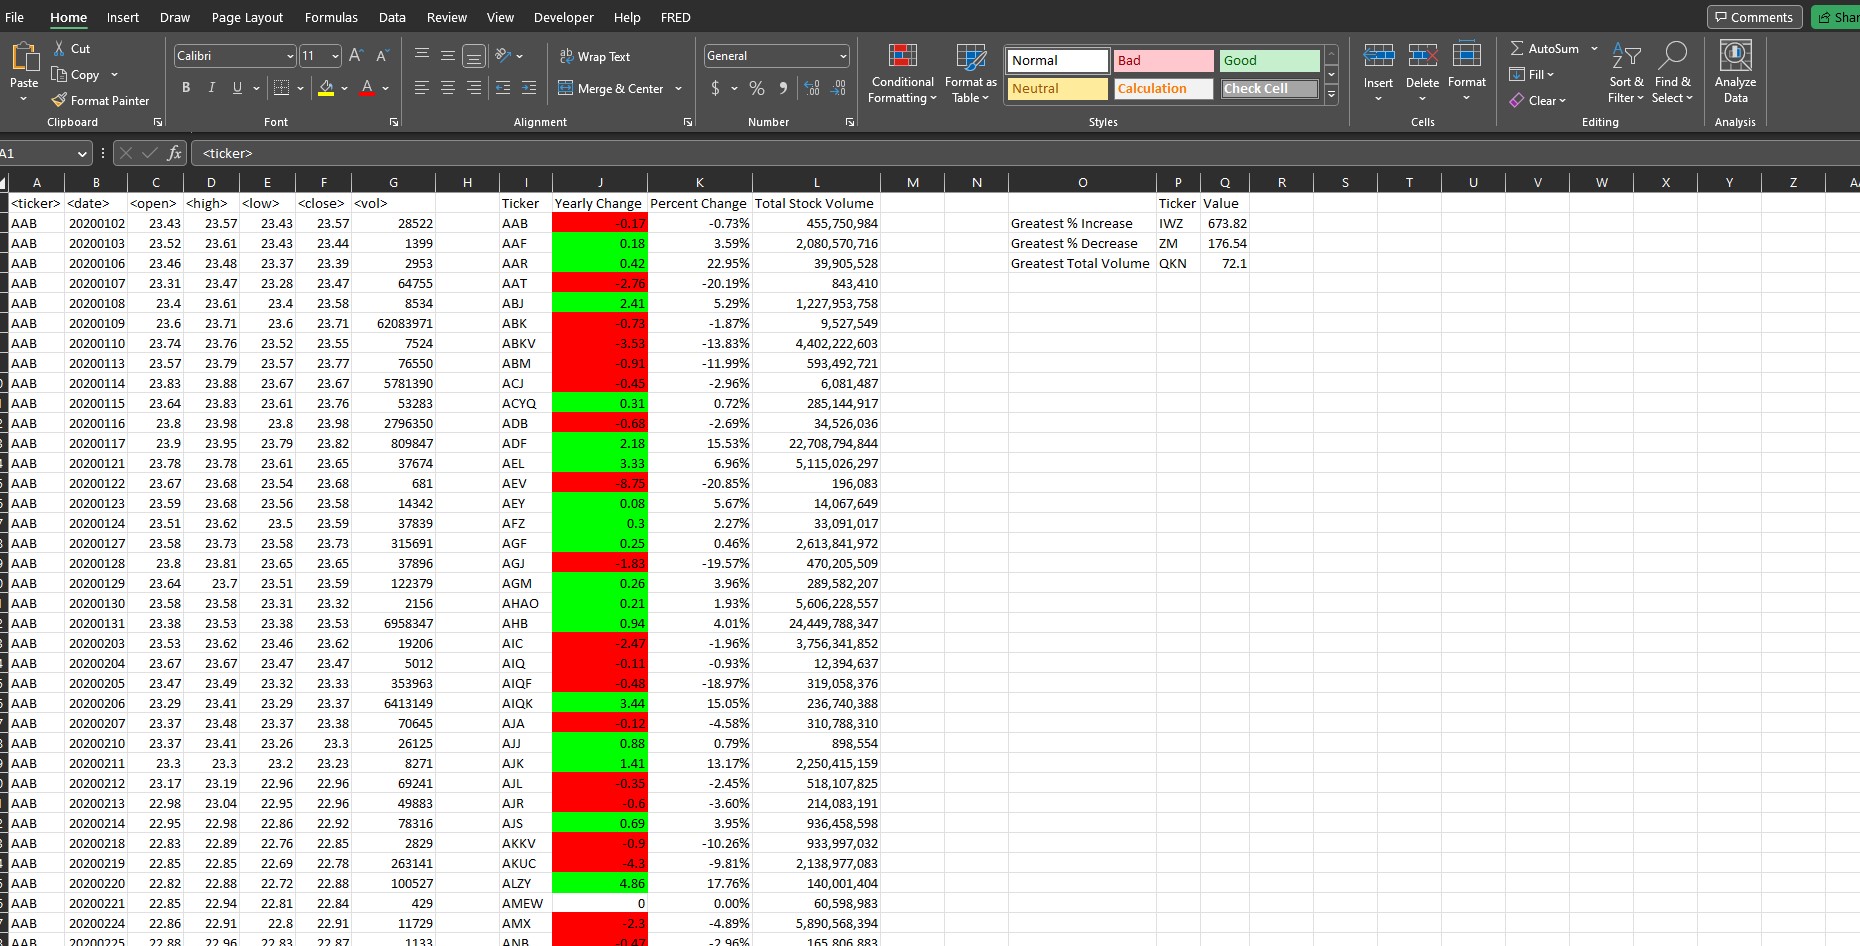 File Home Insert Draw Page Layout Formulas Data Review View Developer Help FRED Comments
Cut Calibri 11 Wrap Text General Normal Bad Good AutoSum
Paste Copy Merge & Center Conditional Formatting Format as Table Neutral Calculation Check Cell Insert Delete Format Fill Sort & Filter Find & Select Analyze Data
Format Painter B I U A $ % Clear
Clipboard Font Alignment Number Styles Cells Editing Analysis
A1 fx <ticker>
A B C D E F G H I J K L M N O P Q R S T U V W X Y Z
<ticker> <date> <open> <high> <low> <close> <vol> Ticker Yearly Change Percent Change Total Stock Volume Ticker Value
AAB 20200102 23.43 23.57 23.43 23.57 28522 AAB -0.17 -0.73% 455,750,984 Greatest % Increase IWZ 673.82
AAB 20200103 23.52 23.61 23.43 23.44 1399 AAF 0.18 3.59% 2,080,570,716 Greatest % Decrease ZM 176.54
AAB 20200106 23.46 23.48 23.37 23.39 2953 AAR 0.42 22.95% 39,905,528 Greatest Total Volume QKN 72.1
AAB 20200107 23.31 23.47 23.28 23.47 64755 AAT -2.76 -20.19% 843,410
AAB 20200108 23.4 23.61 23.4 23.58 8534 ABJ 2.41 5.29% 1,227,953,758
AAB 20200109 23.6 23.71 23.6 23.71 62083971 ABK -0.73 -1.87% 9,527,549
AAB 20200110 23.74 23.76 23.52 23.55 7524 ABKV -3.53 -13.83% 4,402,222,603
AAB 20200113 23.57 23.79 23.57 23.77 76550 ABM -0.91 -11.99% 593,492,721
AAB 20200114 23.83 23.88 23.67 23.67 5781390 ACJ -0.45 -2.96% 6,081,487
AAB 20200115 23.64 23.83 23.61 23.76 53283 ACYQ 0.31 0.72% 285,144,917
AAB 20200116 23.8 23.98 23.8 23.98 2796350 ADB -0.68 -2.69% 34,526,036
AAB 20200117 23.9 23.95 23.79 23.82 809847 ADF 2.18 15.53% 22,708,794,844
AAB 20200121 23.78 23.78 23.61 23.65 37674 AEL 3.33 6.96% 5,115,026,297
AAB 20200122 23.67 23.68 23.54 23.68 681 AEV -8.75 -20.85% 196,083
AAB 20200123 23.59 23.68 23.56 23.58 14342 AEY 0.08 5.67% 14,067,649
AAB 20200124 23.51 23.62 23.5 23.59 37839 AFZ 0.3 2.27% 33,091,017
AAB 20200127 23.58 23.73 23.58 23.73 315691 AGF 0.25 0.46% 2,613,841,972
AAB 20200128 23.8 23.81 23.65 23.65 37896 AGJ -1.83 -19.57% 470,205,509
AAB 20200129 23.64 23.7 23.51 23.59 122379 AGM 0.26 3.96% 289,582,207
AAB 20200130 23.58 23.58 23.31 23.32 2156 AHAO 0.21 1.93% 5,606,228,557
AAB 20200131 23.38 23.53 23.38 23.53 6958347 AHB 0.94 4.01% 24,449,788,347
AAB 20200203 23.53 23.62 23.46 23.62 19206 AIC -2.47 -1.96% 3,756,341,852
AAB 20200204 23.67 23.67 23.47 23.47 5012 AIQ -0.11 -0.93% 12,394,637
AAB 20200205 23.47 23.49 23.32 23.33 353963 AIQF -0.48 -18.97% 319,058,376
AAB 20200206 23.29 23.41 23.29 23.37 6413149 AIQK 3.44 15.05% 236,740,388
AAB 20200207 23.37 23.48 23.37 23.38 70645 AJA -0.12 -4.58% 310,788,310
AAB 20200210 23.37 23.41 23.26 23.3 26125 AJJ 0.88 0.79% 898,554
AAB 20200211 23.3 23.3 23.2 23.23 8271 AJK 1.41 13.17% 2,250,415,159
AAB 20200212 23.17 23.19 22.96 22.96 69241 AJL -0.35 -2.45% 518,107,825
AAB 20200213 22.98 23.04 22.95 22.96 49883 AJR -0.6 -3.60% 214,083,191
AAB 20200214 22.95 22.98 22.86 22.92 78316 AJS 0.69 3.95% 936,458,598
AAB 20200218 22.83 22.89 22.76 22.85 2829 AKKV -0.9 -10.26% 933,997,032
AAB 20200219 22.85 22.85 22.69 22.78 263141 AKUC -4.3 -9.81% 2,138,977,083
AAB 20200220 22.82 22.88 22.72 22.88 100527 ALZY 4.86 17.76% 140,001,404
AAB 20200221 22.85 22.94 22.81 22.84 429 AMEW 0 0.00% 60,598,983
AAB 20200224 22.86 22.91 22.8 22.91 11729 AMX -2.3 -4.89% 5,890,568,394
AAB 20200225 22.88 22.96 22.83 22.87 1133 ANB -0.47 -2.96% 165,806,883